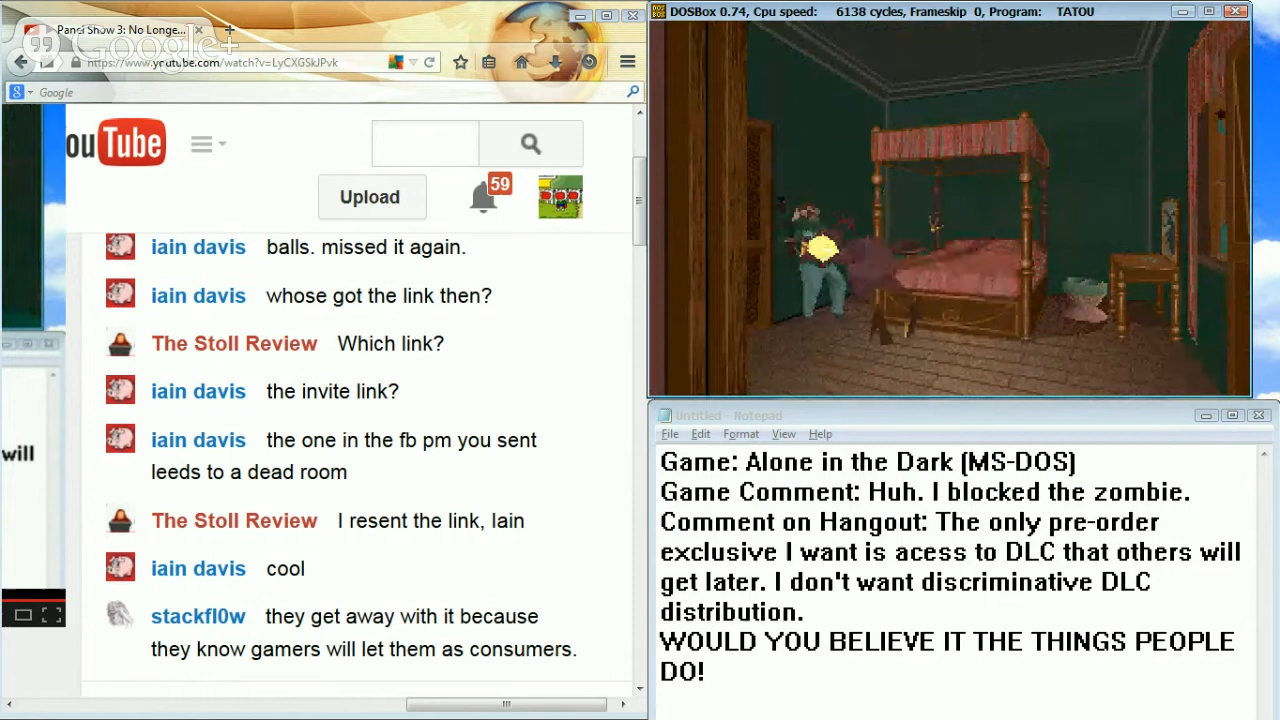 Panel Show 3: No Longe...
Google+
https://www.youtube.com/watch?v=LyCXGSkJPvk
Google
ouTube
Upload
59
iain davis balls. missed it again.
iain davis whose got the link then?
The Stoll Review Which link?
iain davis the invite link?
iain davis the one in the fb pm you sent
leeds to a dead room
The Stoll Review I resent the link, Iain
iain davis cool
stackfl0w they get away with it because
they know gamers will let them as consumers.
will
DOSBox 0.74, Cpu speed: 6138 cycles, Frameskip 0, Program: TATOU
Untitled - Notepad
File Edit Format View Help
Game: Alone in the Dark (MS-DOS)
Game Comment: Huh. I blocked the zombie.
Comment on Hangout: The only pre-order
exclusive I want is acess to DLC that others will
get later. I don't want discriminative DLC
distribution.
WOULD YOU BELIEVE IT THE THINGS PEOPLE
DO!